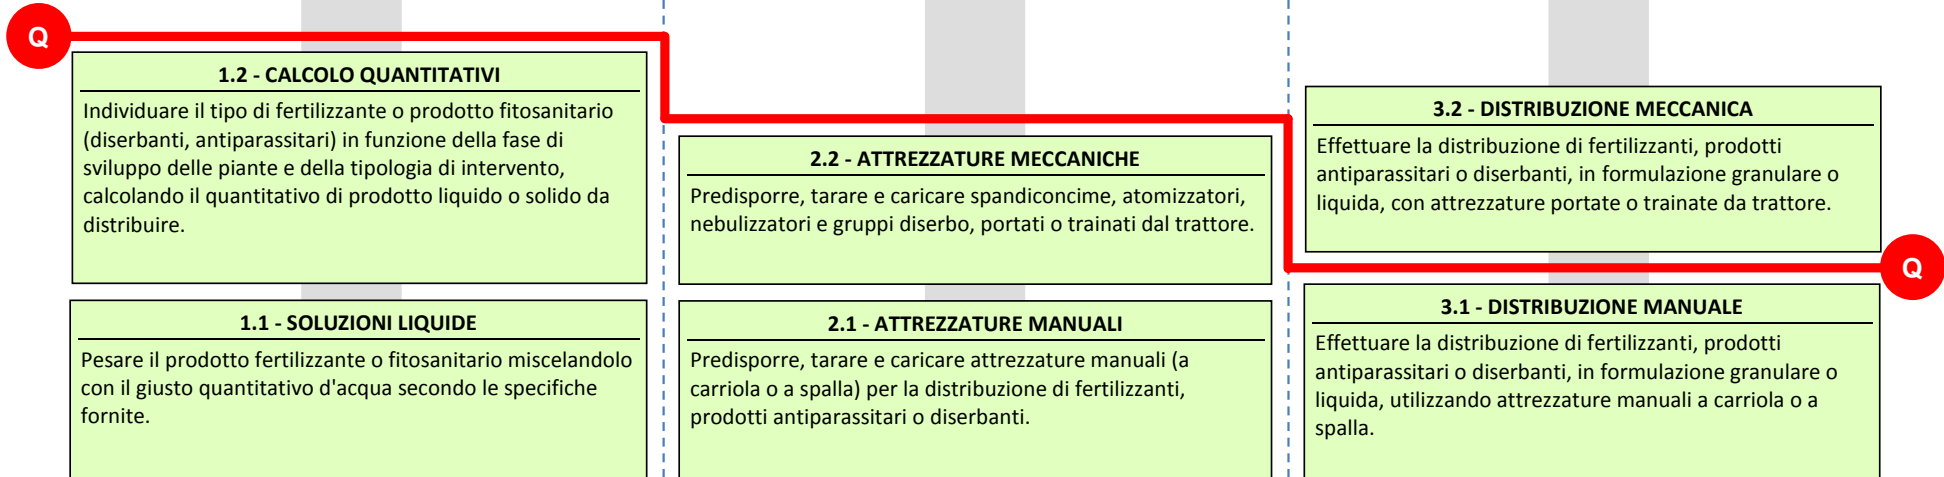 Q
1.2 - CALCOLO QUANTITATIVI
Individuare il tipo di fertilizzante o prodotto fitosanitario
(diserbanti, antiparassitari) in funzione della fase di
sviluppo delle piante e della tipologia di intervento,
calcolando il quantitativo di prodotto liquido o solido da
distribuire.
2.2 - ATTREZZATURE MECCANICHE
Predisporre, tarare e caricare spandiconcime, atomizzatori,
nebulizzatori e gruppi diserbo, portati o trainati dal trattore.
3.2 - DISTRIBUZIONE MECCANICA
Effettuare la distribuzione di fertilizzanti, prodotti
antiparassitari o diserbanti, in formulazione granulare o
liquida, con attrezzature portate o trainate da trattore.
Q
1.1 - SOLUZIONI LIQUIDE
Pesare il prodotto fertilizzante o fitosanitario miscelandolo
con il giusto quantitativo d'acqua secondo le specifiche
fornite.
2.1 - ATTREZZATURE MANUALI
Predisporre, tarare e caricare attrezzature manuali (a
carriola o a spalla) per la distribuzione di fertilizzanti,
prodotti antiparassitari o diserbanti.
3.1 - DISTRIBUZIONE MANUALE
Effettuare la distribuzione di fertilizzanti, prodotti
antiparassitari o diserbanti, in formulazione granulare o
liquida, utilizzando attrezzature manuali a carriola o a
spalla.